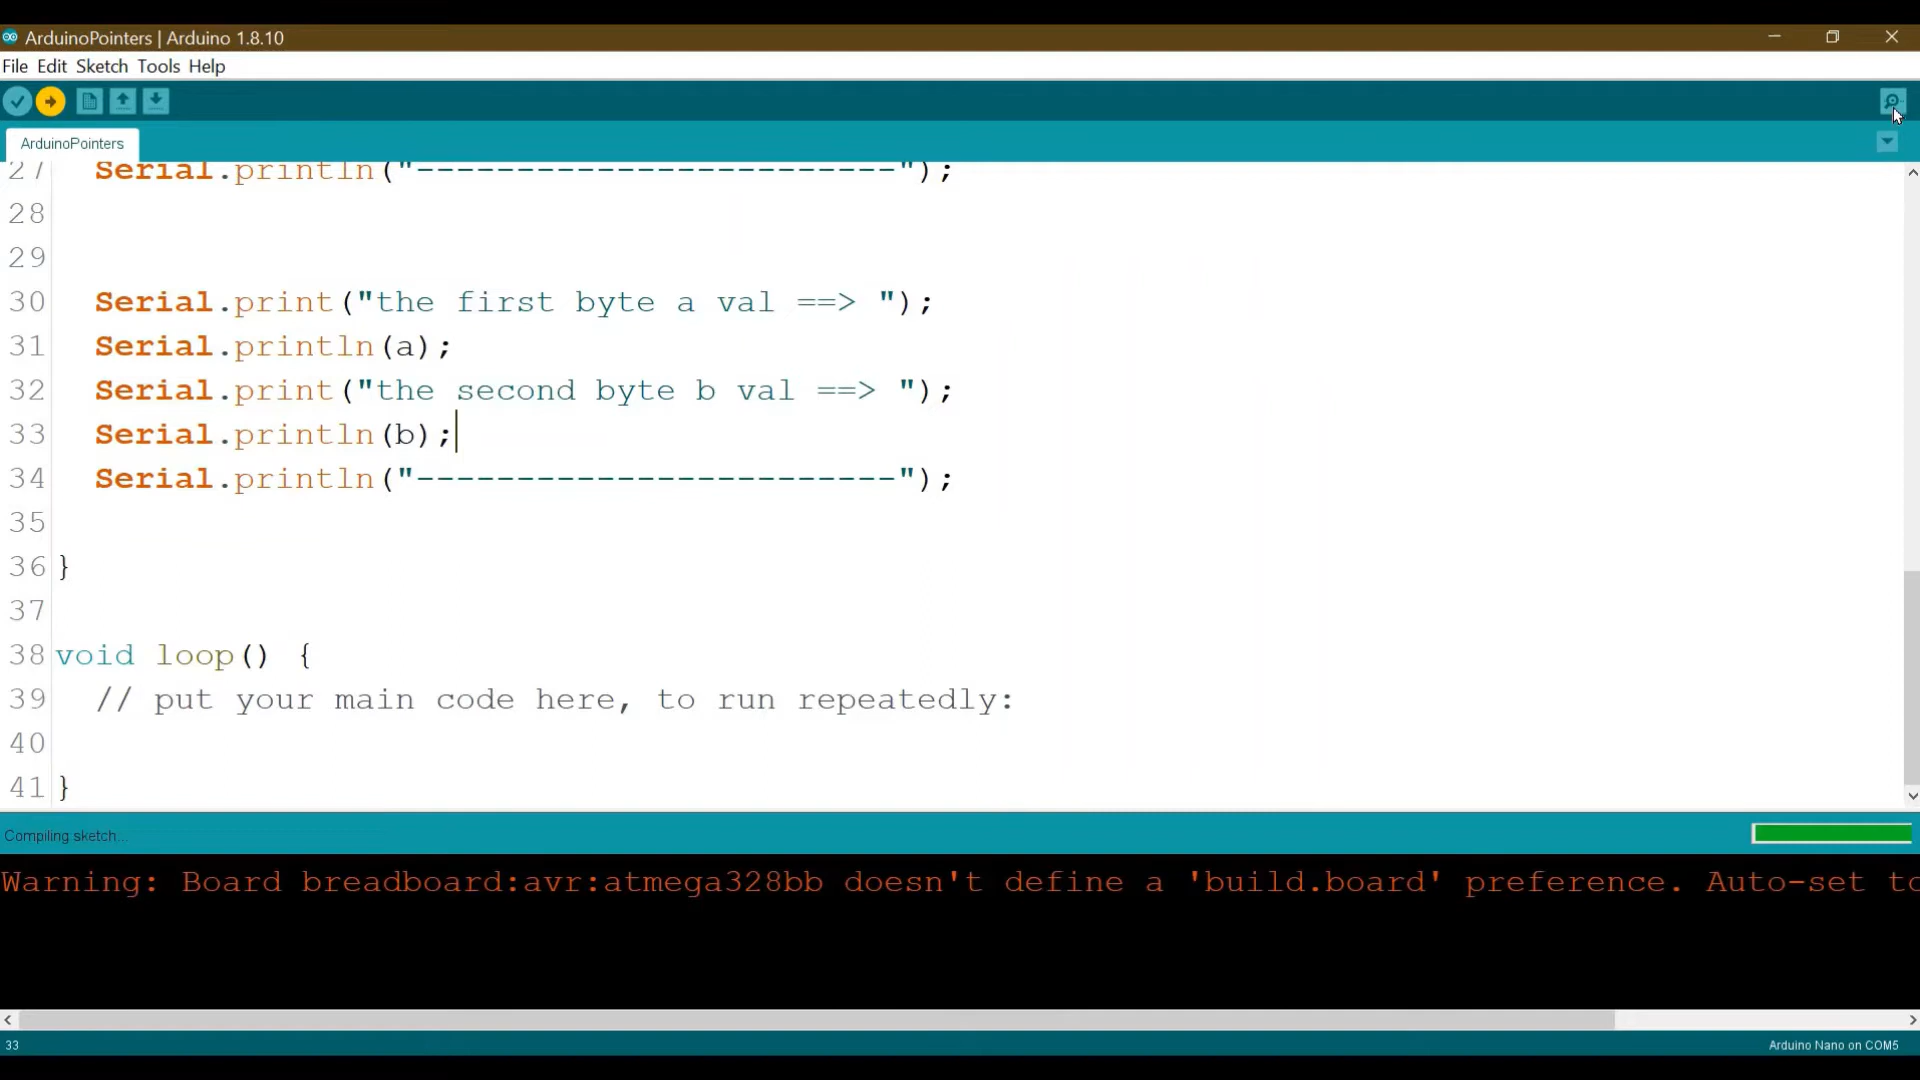 ArduinoPointers | Arduino 1.8.10
File Edit Sketch Tools Help
ArduinoPointers
27 Serial.println("------------------------");
28
29
30 Serial.print("the first byte a val ==> ");
31 Serial.println(a);
32 Serial.print("the second byte b val ==> ");
33 Serial.println(b);
34 Serial.println("------------------------");
35
36 }
37
38 void loop() {
39 // put your main code here, to run repeatedly:
40
41 }
Compiling sketch...
Warning: Board breadboard:avr:atmega328bb doesn't define a 'build.board' preference. Auto-set to
33
Arduino Nano on COM5